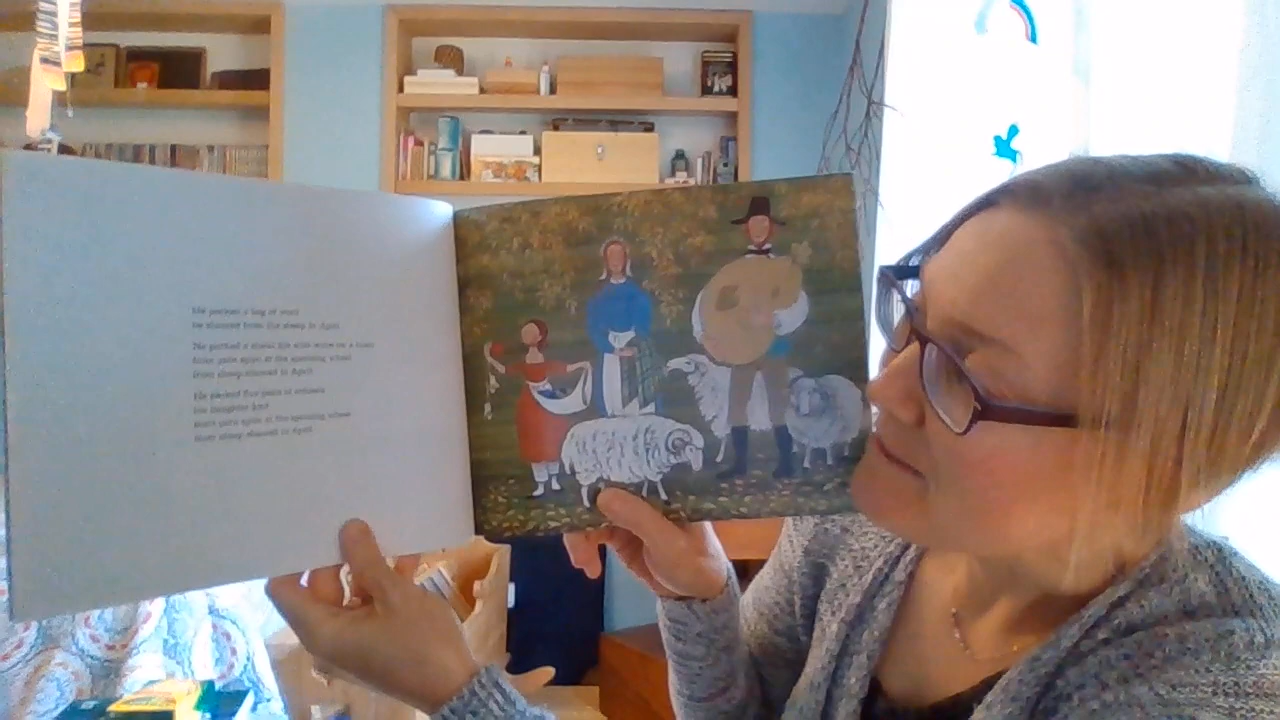 He packed a bag of wool
he sheared from the sheep in April.
He packed a shawl his wife wove on a loom
from yarn spun at the spinning wheel
from sheep sheared in April.
He packed five pairs of mittens
his daughter knit
from yarn spun at the spinning wheel
from sheep sheared in April.